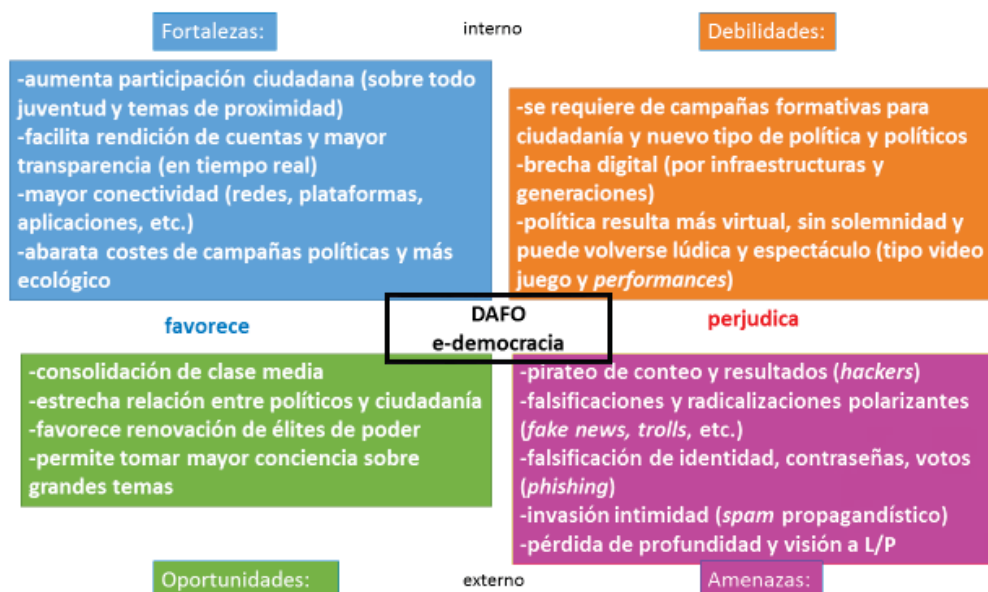 Fortalezas:
interno
Debilidades:
-aumenta participación ciudadana (sobre todo
juventud y temas de proximidad)
-facilita rendición de cuentas y mayor
transparencia (en tiempo real)
-mayor conectividad (redes, plataformas,
aplicaciones, etc.)
-abarata costes de campañas políticas y más
ecológico
-se requiere de campañas formativas para
ciudadanía y nuevo tipo de política y políticos
-brecha digital (por infraestructuras y
generaciones)
-política resulta más virtual, sin solemnidad y
puede volverse lúdica y espectáculo (tipo video
juego y performances)
favorece
DAFO
e-democracia
perjudica
-consolidación de clase media
-estrecha relación entre políticos y ciudadanía
-favorece renovación de élites de poder
-permite tomar mayor conciencia sobre
grandes temas
-pirateo de conteo y resultados (hackers)
-falsificaciones y radicalizaciones polarizantes
(fake news, trolls, etc.)
-falsificación de identidad, contraseñas, votos
(phishing)
-invasión intimidad (spam propagandístico)
-pérdida de profundidad y visión a L/P
Oportunidades:
externo
Amenazas: